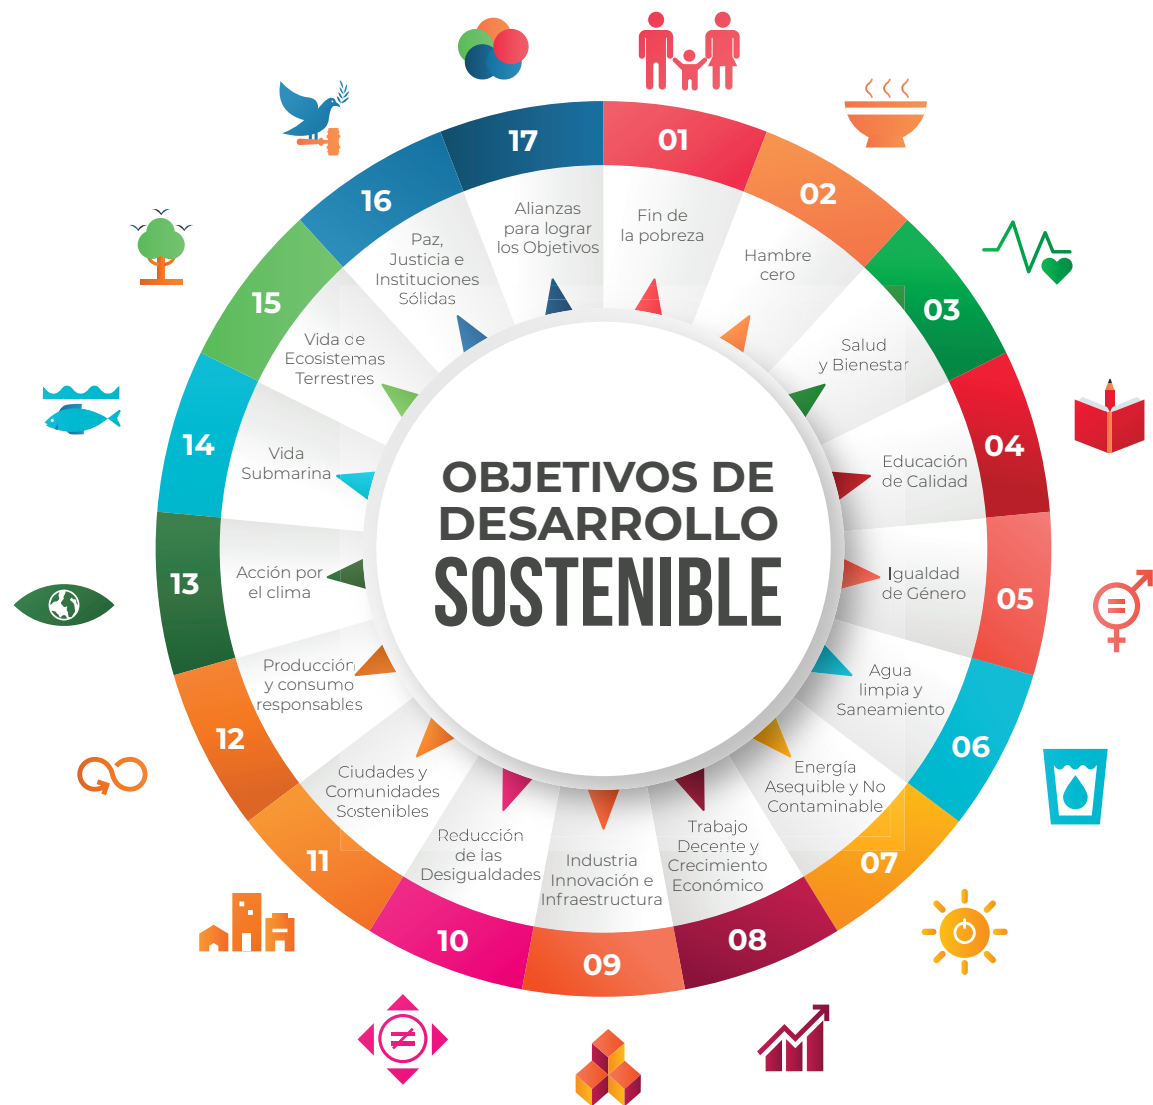 OBJETIVOS DE
DESARROLLO
SOSTENIBLE
01
Fin de
la pobreza
02
Hambre
cero
03
Salud
y Bienestar
04
Educación
de Calidad
05
Igualdad
de Género
06
Agua
limpia y
Saneamiento
07
Energía
Asequible y No
Contaminable
08
Trabajo
Decente y
Crecimiento
Económico
09
Industria
Innovación e
Infraestructura
10
Reducción
de las
Desigualdades
11
Ciudades y
Comunidades
Sostenibles
12
Producción
y consumo
responsables
13
Acción por
el clima
14
Vida
Submarina
15
Vida de
Ecosistemas
Terrestres
16
Paz,
Justicia e
Instituciones
Sólidas
17
Alianzas
para lograr
los Objetivos